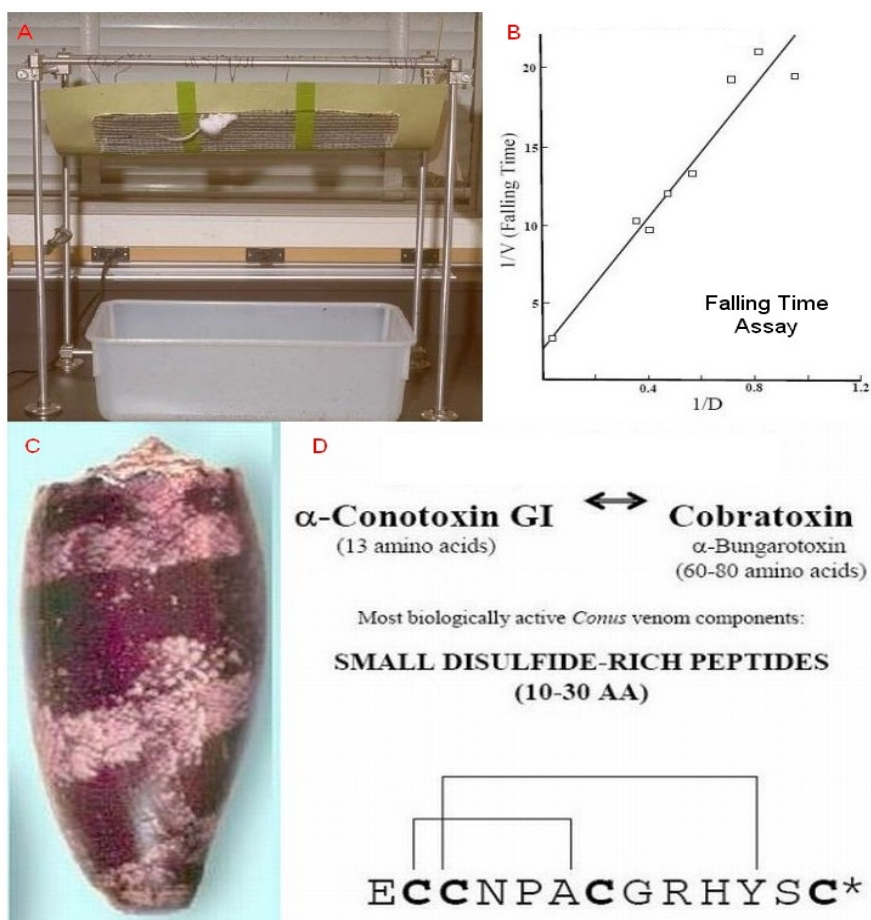 A
B
20
15
10
5
1/V (Falling Time)
Falling Time
Assay
0.4
0.8
1.2
1/D
C
D
α-Conotoxin GI ↔ Cobratoxin
(13 amino acids)
α-Bungarotoxin
(60-80 amino acids)
Most biologically active Conus venom components:
SMALL DISULFIDE-RICH PEPTIDES
(10-30 AA)
ECCNPACGRHYSC*